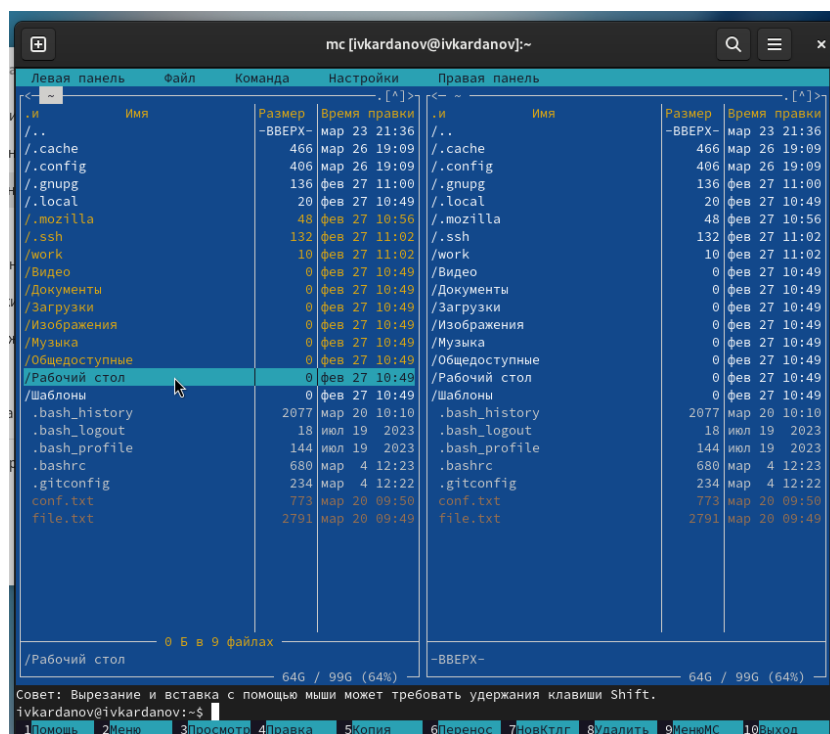 mc [ivkardanov@ivkardanov]:~
Левая панель Файл Команда Настройки Правая панель
<- ~ .[^]> <- ~ .[^]>
.и Имя Размер Время правки .и Имя Размер Время правки
/.. -ВВЕРХ- мар 23 21:36 /.. -ВВЕРХ- мар 23 21:36
/.cache 466 мар 26 19:09 /.cache 466 мар 26 19:09
/.config 406 мар 26 19:09 /.config 406 мар 26 19:09
/.gnupg 136 фев 27 11:00 /.gnupg 136 фев 27 11:00
/.local 20 фев 27 10:49 /.local 20 фев 27 10:49
/.mozilla 48 фев 27 10:56 /.mozilla 48 фев 27 10:56
/.ssh 132 фев 27 11:02 /.ssh 132 фев 27 11:02
/work 10 фев 27 11:02 /work 10 фев 27 11:02
/Видео 0 фев 27 10:49 /Видео 0 фев 27 10:49
/Документы 0 фев 27 10:49 /Документы 0 фев 27 10:49
/Загрузки 0 фев 27 10:49 /Загрузки 0 фев 27 10:49
/Изображения 0 фев 27 10:49 /Изображения 0 фев 27 10:49
/Музыка 0 фев 27 10:49 /Музыка 0 фев 27 10:49
/Общедоступные 0 фев 27 10:49 /Общедоступные 0 фев 27 10:49
/Рабочий стол 0 фев 27 10:49 /Рабочий стол 0 фев 27 10:49
/Шаблоны 0 фев 27 10:49 /Шаблоны 0 фев 27 10:49
.bash_history 2077 мар 20 10:10 .bash_history 2077 мар 20 10:10
.bash_logout 18 июл 19 2023 .bash_logout 18 июл 19 2023
.bash_profile 144 июл 19 2023 .bash_profile 144 июл 19 2023
.bashrc 680 мар 4 12:23 .bashrc 680 мар 4 12:23
.gitconfig 234 мар 4 12:22 .gitconfig 234 мар 4 12:22
conf.txt 773 мар 20 09:50 conf.txt 773 мар 20 09:50
file.txt 2791 мар 20 09:49 file.txt 2791 мар 20 09:49
0 Б в 9 файлах
/Рабочий стол -ВВЕРХ-
64G / 99G (64%) 64G / 99G (64%)
Совет: Вырезание и вставка с помощью мыши может требовать удержания клавиши Shift.
ivkardanov@ivkardanov:~$
1Помощь 2Меню 3Просмотр 4Правка 5Копия 6Перенос 7НовКтлг 8Удалить 9МенюМС 10Выход